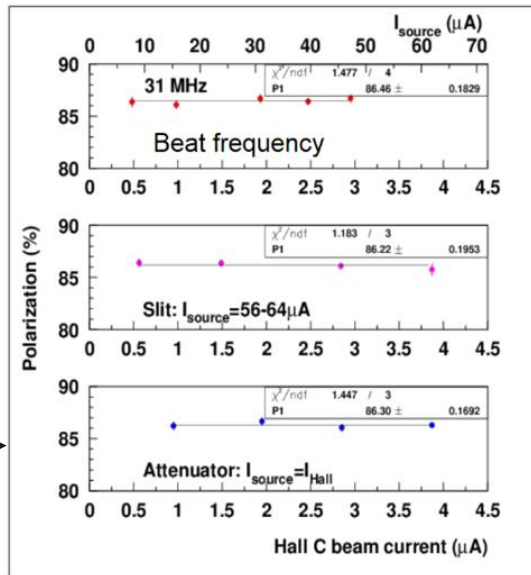 I source (μA)
0 10 20 30 40 50 60 70
90
85
80
31 MHz
χ²/ndf 1.477 / 4
P1 86.46 ± 0.1829
Beat frequency
0 0.5 1 1.5 2 2.5 3 3.5 4 4.5
Polarization (%)
90
85
80
χ²/ndf 1.183 / 3
P1 86.22 ± 0.1953
Slit: Isource=56-64μA
0 0.5 1 1.5 2 2.5 3 3.5 4 4.5
90
85
80
χ²/ndf 1.447 / 3
P1 86.30 ± 0.1692
Attenuator: Isource=IHall
0 0.5 1 1.5 2 2.5 3 3.5 4 4.5
Hall C beam current (μA)